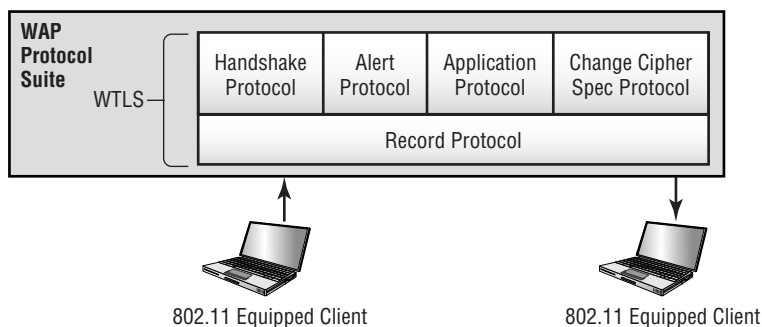 WAP
Protocol
Suite
WTLS
Handshake
Protocol
Alert
Protocol
Application
Protocol
Change Cipher
Spec Protocol
Record Protocol
802.11 Equipped Client
802.11 Equipped Client